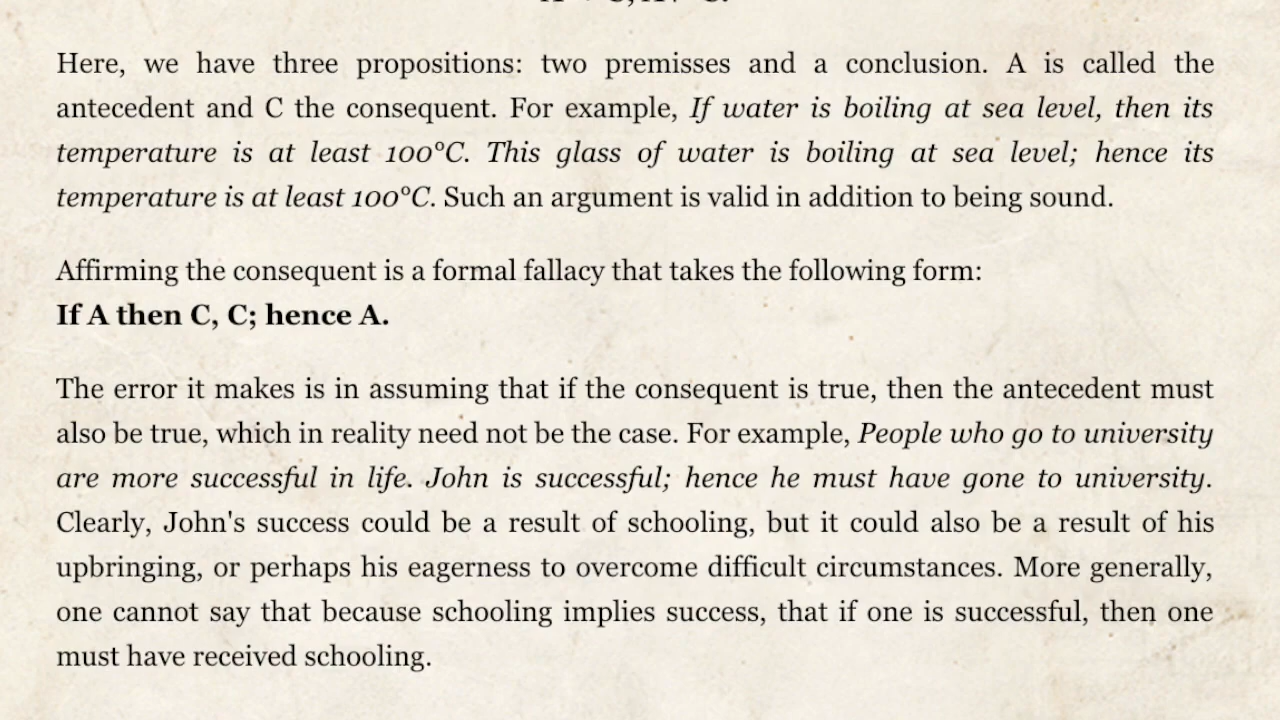 Here, we have three propositions: two premisses and a conclusion. A is called the
antecedent and C the consequent. For example, If water is boiling at sea level, then its
temperature is at least 100°C. This glass of water is boiling at sea level; hence its
temperature is at least 100°C. Such an argument is valid in addition to being sound.
Affirming the consequent is a formal fallacy that takes the following form:
If A then C, C; hence A.
The error it makes is in assuming that if the consequent is true, then the antecedent must
also be true, which in reality need not be the case. For example, People who go to university
are more successful in life. John is successful; hence he must have gone to university.
Clearly, John's success could be a result of schooling, but it could also be a result of his
upbringing, or perhaps his eagerness to overcome difficult circumstances. More generally,
one cannot say that because schooling implies success, that if one is successful, then one
must have received schooling.